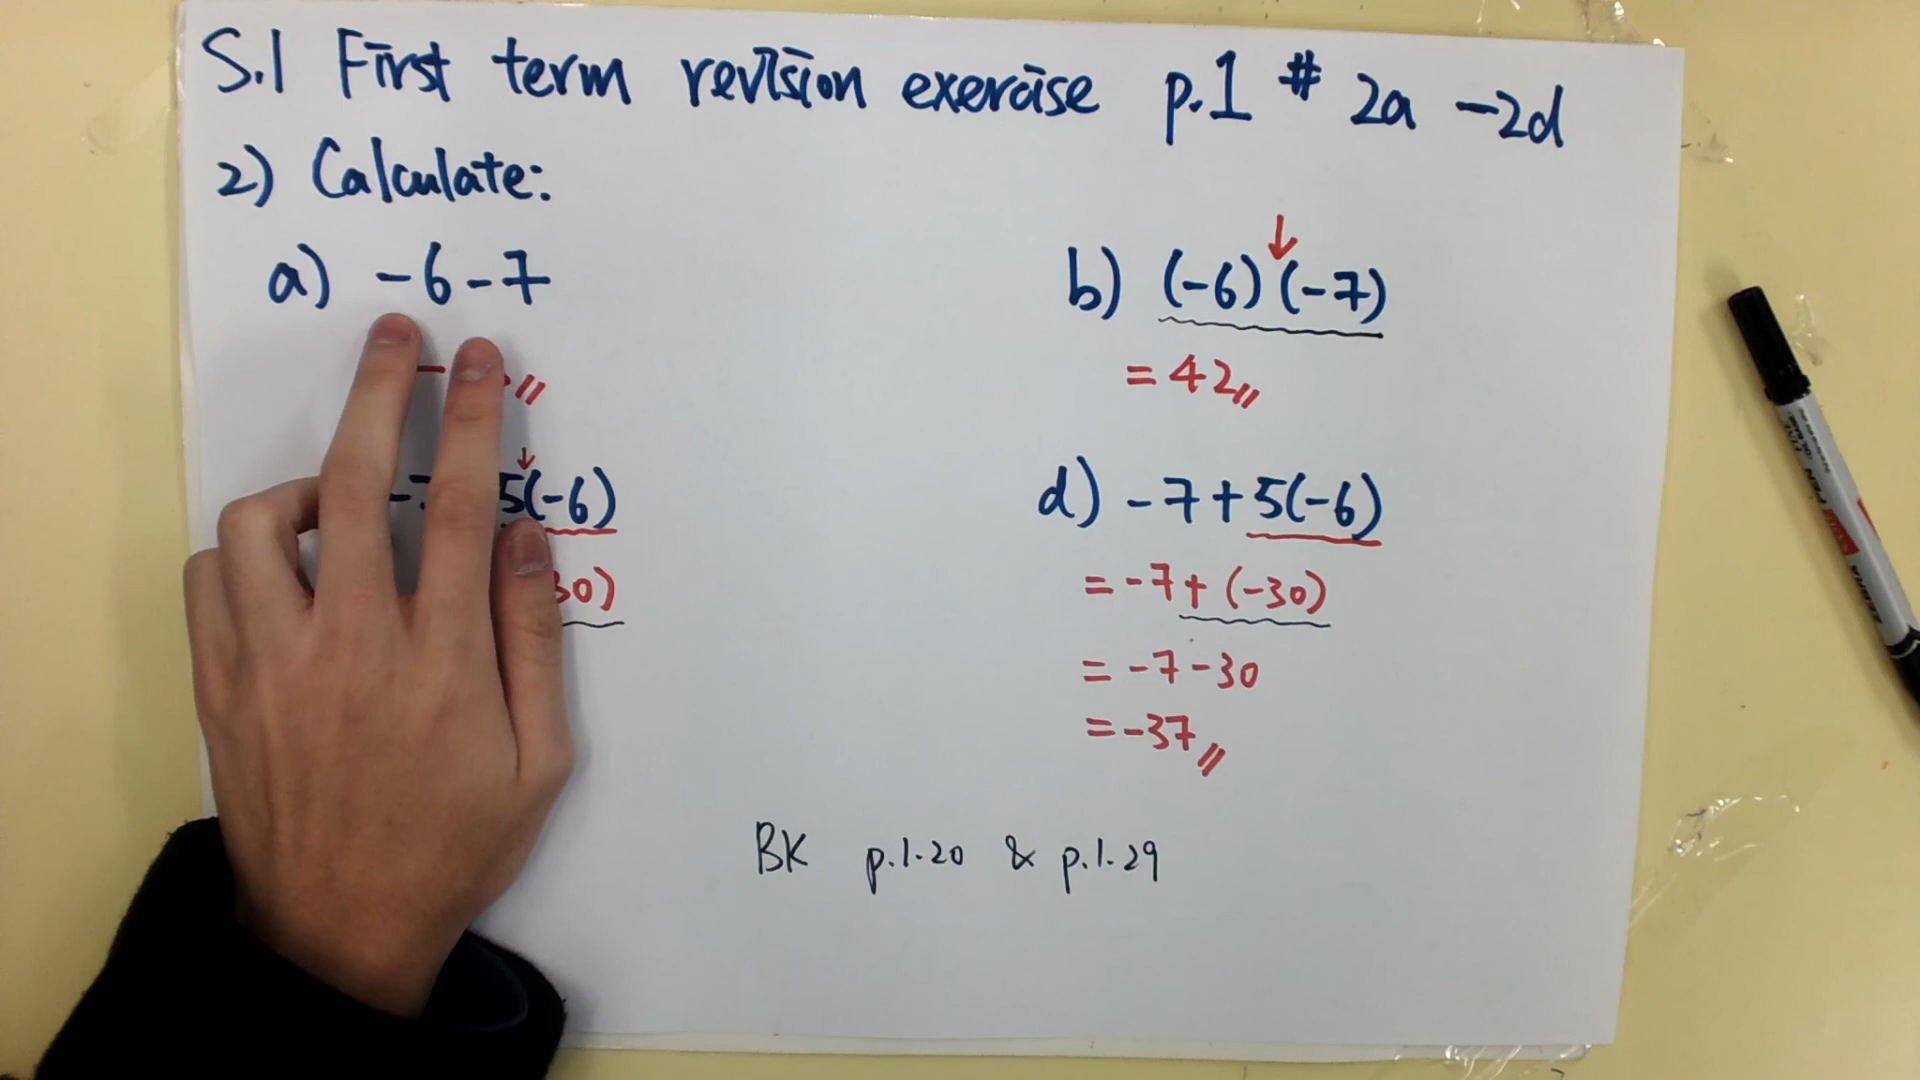 S.1 First term revision exercise p.1 # 2a - 2d
2) Calculate:
a) -6-7
b) (-6)(-7)
= 42
5(-6)
30)
d) -7+5(-6)
= -7+(-30)
= -7-30
= -37
BK p.1.20 & p.1.29